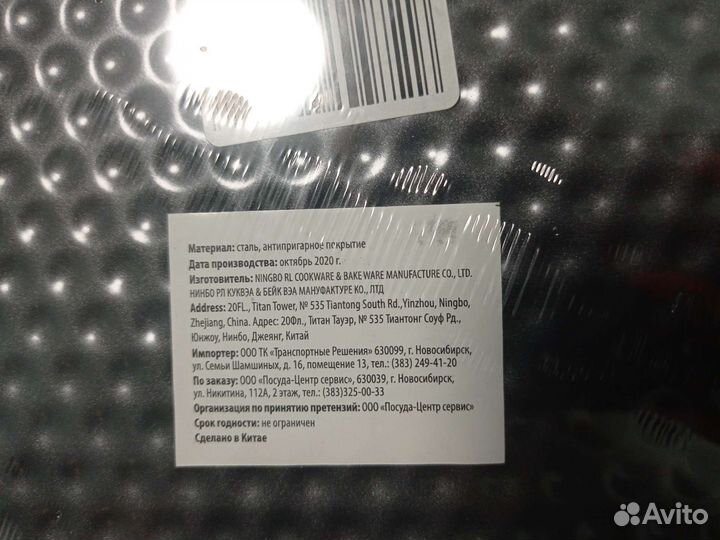 Материал: сталь, антипригарное покрытие
Дата производства: октябрь 2020 г.
Изготовитель: NINGBO RL COOKWARE & BAKE WARE MANUFACTURE CO., LTD.
НИНБО РЛ КУКВЭА & БЕЙК ВЭА МАНУФАКТУРЕ КО., ЛТД
Address: 20FL., Titan Tower, № 535 Tiantong South Rd.,Yinzhou, Ningbo,
Zhejiang, China. Адрес: 20Фл., Титан Тауэр, № 535 Тиантонг Соуф Рд.,
Юнжоу, Нинбо, Джеянг, Китай
Импортер: ООО ТК «Транспортные Решения» 630099, г. Новосибирск,
ул. Семьи Шамшиных, д. 16, помещение 13, тел.: (383) 249-41-20
По заказу: ООО «Посуда-Центр сервис», 630039, г. Новосибирск,
ул. Никитина, 112А, 2 этаж, тел.: (383)325-00-33
Организация по принятию претензий: ООО «Посуда-Центр сервис»
Срок годности: не ограничен
Сделано в Китае
Avito